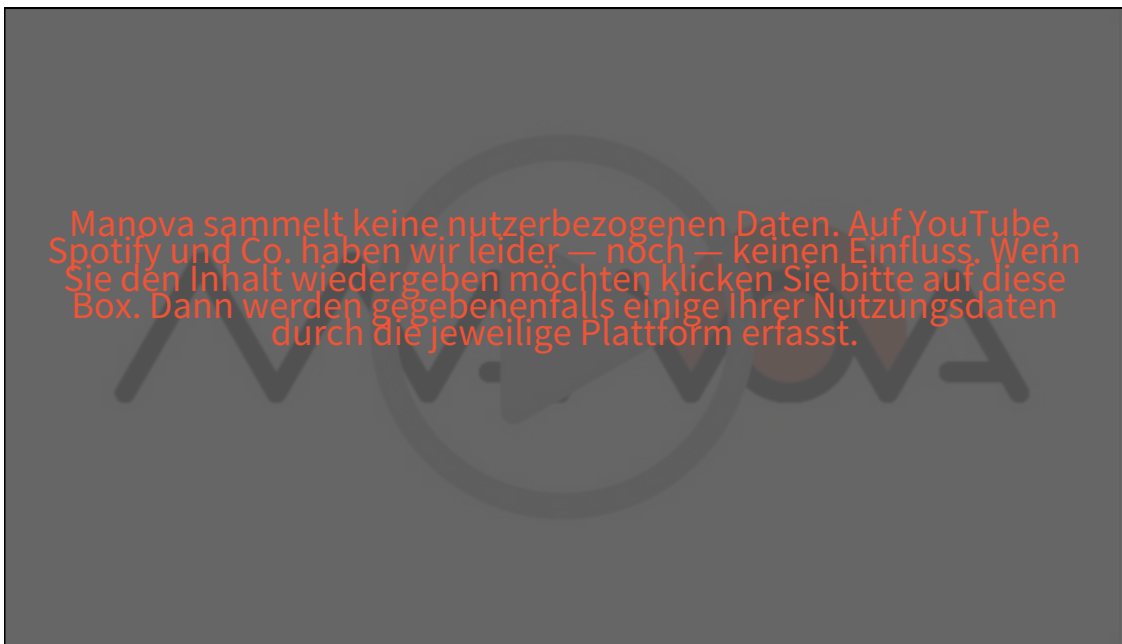 Manova sammelt keine nutzerbezogenen Daten. Auf YouTube,
Spotify und Co. haben wir leider — noch — keinen Einfluss. Wenn
Sie den Inhalt wiedergeben möchten klicken Sie bitte auf diese
Box. Dann werden gegebenenfalls einige Ihrer Nutzungsdaten
durch die jeweilige Plattform erfasst.
MANOVA